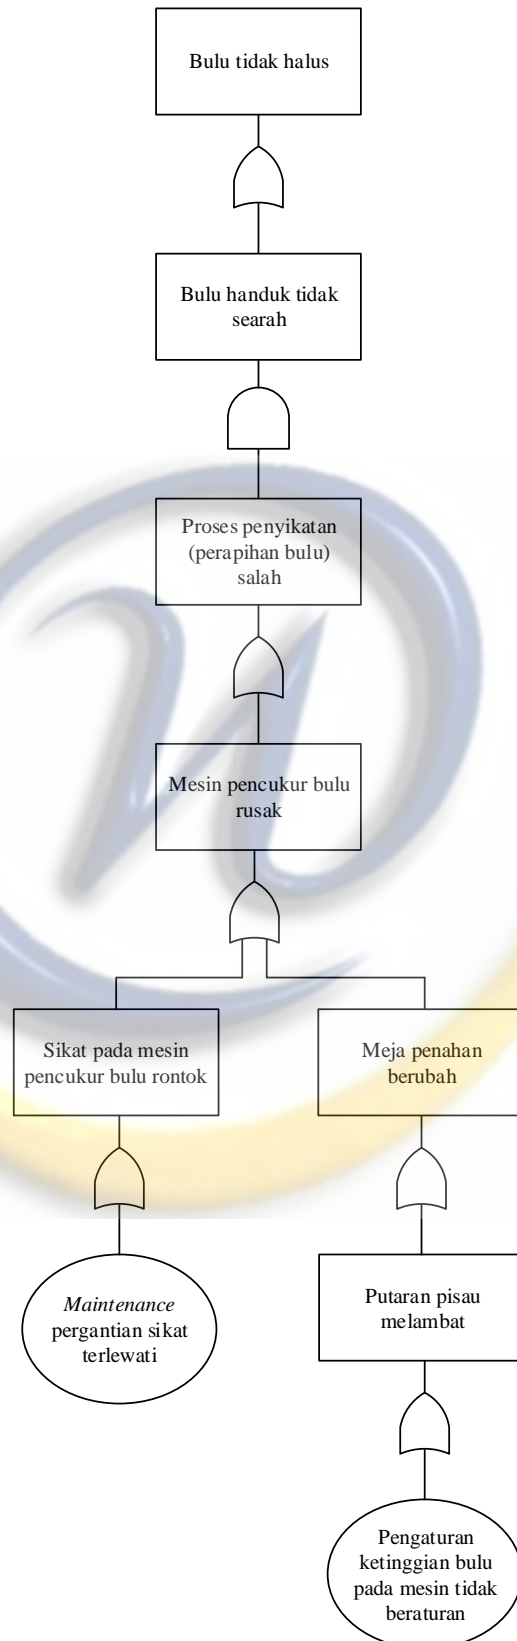 Bulu tidak halus
Bulu handuk tidak
searah
Proses penyikatan
(perapihan bulu)
salah
Mesin pencukur bulu
rusak
Sikat pada mesin
pencukur bulu rontok
Meja penahan
berubah
Maintenance
pergantian sikat
terlewati
Putaran pisau
melambat
Pengaturan
ketinggian bulu
pada mesin tidak
beraturan